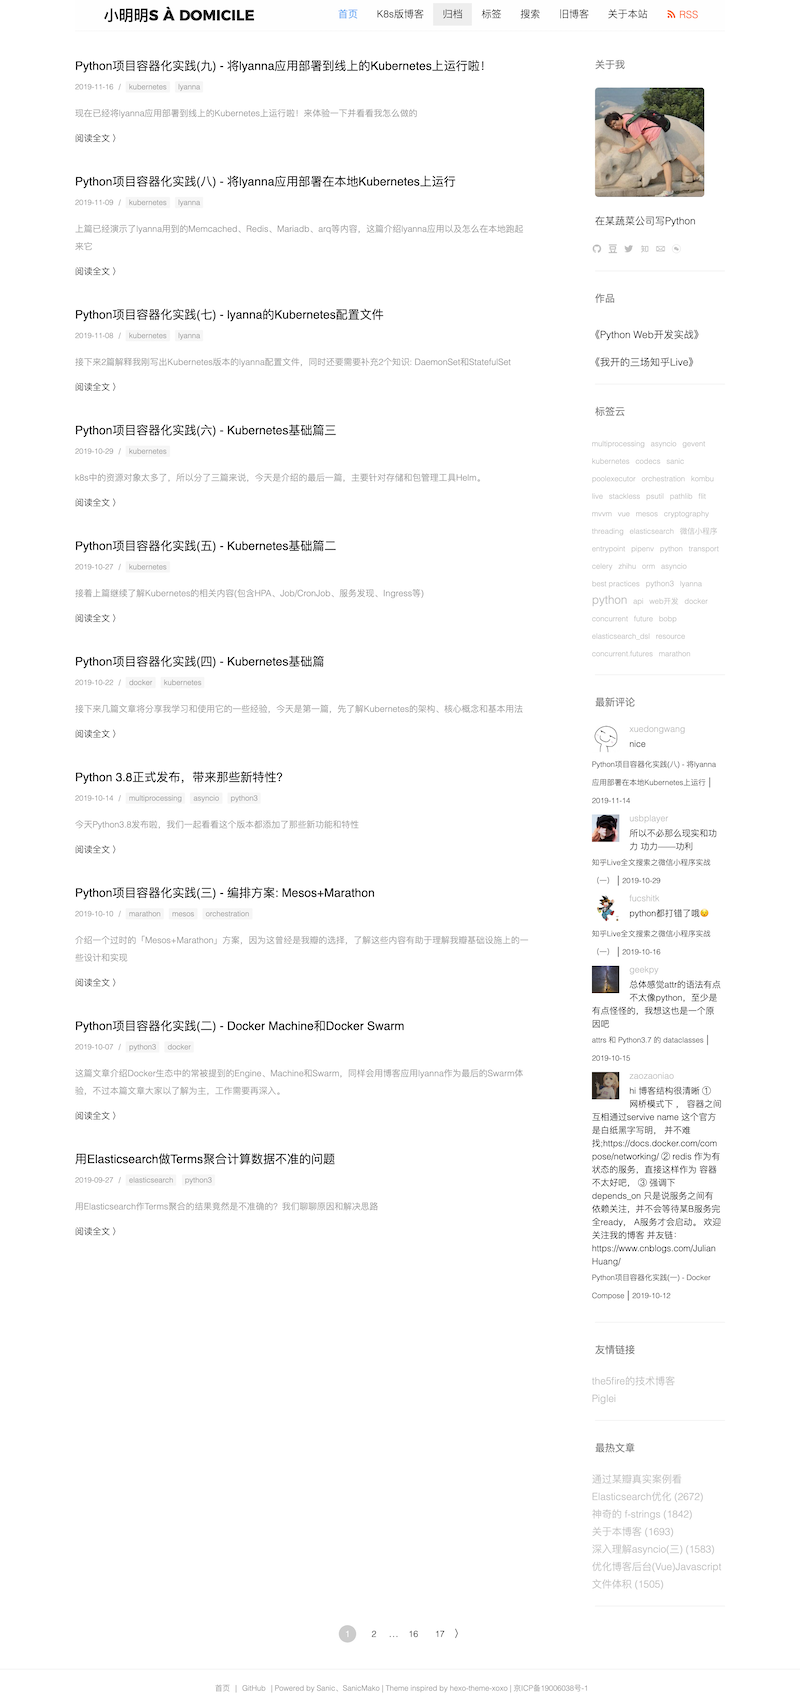 小明明S À DOMICILE
首页 K8s版博客 归档 标签 搜索 旧博客 关于本站 RSS
Python项目容器化实践(九) - 将lyanna应用部署到线上的Kubernetes上运行啦！
2019-11-16 / kubernetes lyanna
现在已经将lyanna应用部署到线上的Kubernetes上运行啦！来体验一下并看看我怎么做的
阅读全文 〉
Python项目容器化实践(八) - 将lyanna应用部署在本地Kubernetes上运行
2019-11-09 / kubernetes lyanna
上篇已经演示了lyanna用到的Memcached、Redis、Mariadb、arq等内容，这篇介绍lyanna应用以及怎么在本地跑起
来它
阅读全文 〉
Python项目容器化实践(七) - lyanna的Kubernetes配置文件
2019-11-08 / kubernetes lyanna
接下来2篇解释我刚写出Kubernetes版本的lyanna配置文件，同时还要需要补充2个知识: DaemonSet和StatefulSet
阅读全文 〉
Python项目容器化实践(六) - Kubernetes基础篇三
2019-10-29 / kubernetes
k8s中的资源对象太多了，所以分了三篇来说，今天是介绍的最后一篇，主要针对存储和包管理工具Helm。
阅读全文 〉
Python项目容器化实践(五) - Kubernetes基础篇二
2019-10-27 / kubernetes
接着上篇继续了解Kubernetes的相关内容(包含HPA、Job/CronJob、服务发现、Ingress等)
阅读全文 〉
Python项目容器化实践(四) - Kubernetes基础篇
2019-10-22 / docker kubernetes
接下来几篇文章将分享我学习和使用它的一些经验，今天是第一篇，先了解Kubernetes的架构、核心概念和基本用法
阅读全文 〉
Python 3.8正式发布，带来那些新特性？
2019-10-14 / multiprocessing asyncio python3
今天Python3.8发布啦，我们一起看看这个版本都添加了那些新功能和特性
阅读全文 〉
Python项目容器化实践(三) - 编排方案: Mesos+Marathon
2019-10-10 / marathon mesos orchestration
介绍一个过时的「Mesos+Marathon」方案，因为这曾经是我瓣的选择，了解这些内容有助于理解我瓣基础设施上的一
些设计和实现
阅读全文 〉
Python项目容器化实践(二) - Docker Machine和Docker Swarm
2019-10-07 / python3 docker
这篇文章介绍Docker生态中的常被提到的Engine、Machine和Swarm，同样会用博客应用lyanna作为最后的Swarm体
验，不过本篇文章大家以了解为主，工作需要再深入。
阅读全文 〉
用Elasticsearch做Terms聚合计算数据不准的问题
2019-09-27 / elasticsearch python3
用Elasticsearch作Terms聚合的结果竟然是不准确的？我们聊聊原因和解决思路
阅读全文 〉
关于我
在某蔬菜公司写Python
豆 知
作品
《Python Web开发实战》
《我开的三场知乎Live》
标签云
multiprocessing asyncio gevent
kubernetes codecs sanic
poolexecutor orchestration kombu
live stackless psutil pathlib flit
mvvm vue mesos cryptography
threading elasticsearch 微信小程序
entrypoint pipenv python transport
celery zhihu orm asyncio
best practices python3 lyanna
python api web开发 docker
concurrent future bobp
elasticsearch_dsl resource
concurrent.futures marathon
最新评论
xuedongwang
nice
Python项目容器化实践(八) - 将lyanna
应用部署在本地Kubernetes上运行 |
2019-11-14
usbplayer
所以不必那么现实和功
力 功力——功利
知乎Live全文搜索之微信小程序实战
（一） | 2019-10-29
fucshitk
python都打错了哦😉
知乎Live全文搜索之微信小程序实战
（一） | 2019-10-16
geekpy
总体感觉attr的语法有点
不太像python，至少是
有点怪怪的，我想这也是一个原
因吧
attrs 和 Python3.7 的 dataclasses |
2019-10-15
zaozaoniao
hi 博客结构很清晰 ①
网桥模式下， 容器之间
互相通过servive name 这个官方
是白纸黑字写明， 并不难
找;https://docs.docker.com/com
pose/networking/ ② redis 作为有
状态的服务，直接这样作为 容器
不太好吧， ③ 强调下
depends_on 只是说服务之间有
依赖关注，并不会等待某B服务完
全ready， A服务才会启动。 欢迎
关注我的博客 并友链：
https://www.cnblogs.com/Julian
Huang/
Python项目容器化实践(一) - Docker
Compose | 2019-10-12
友情链接
the5fire的技术博客
Piglei
最热文章
通过某瓣真实案例看
Elasticsearch优化 (2672)
神奇的 f-strings (1842)
关于本博客 (1693)
深入理解asyncio(三) (1583)
优化博客后台(Vue)Javascript
文件体积 (1505)
1 2 … 16 17 〉
首页 | GitHub | Powered by Sanic、SanicMako | Theme inspired by hexo-theme-xoxo | 京ICP备19006038号-1